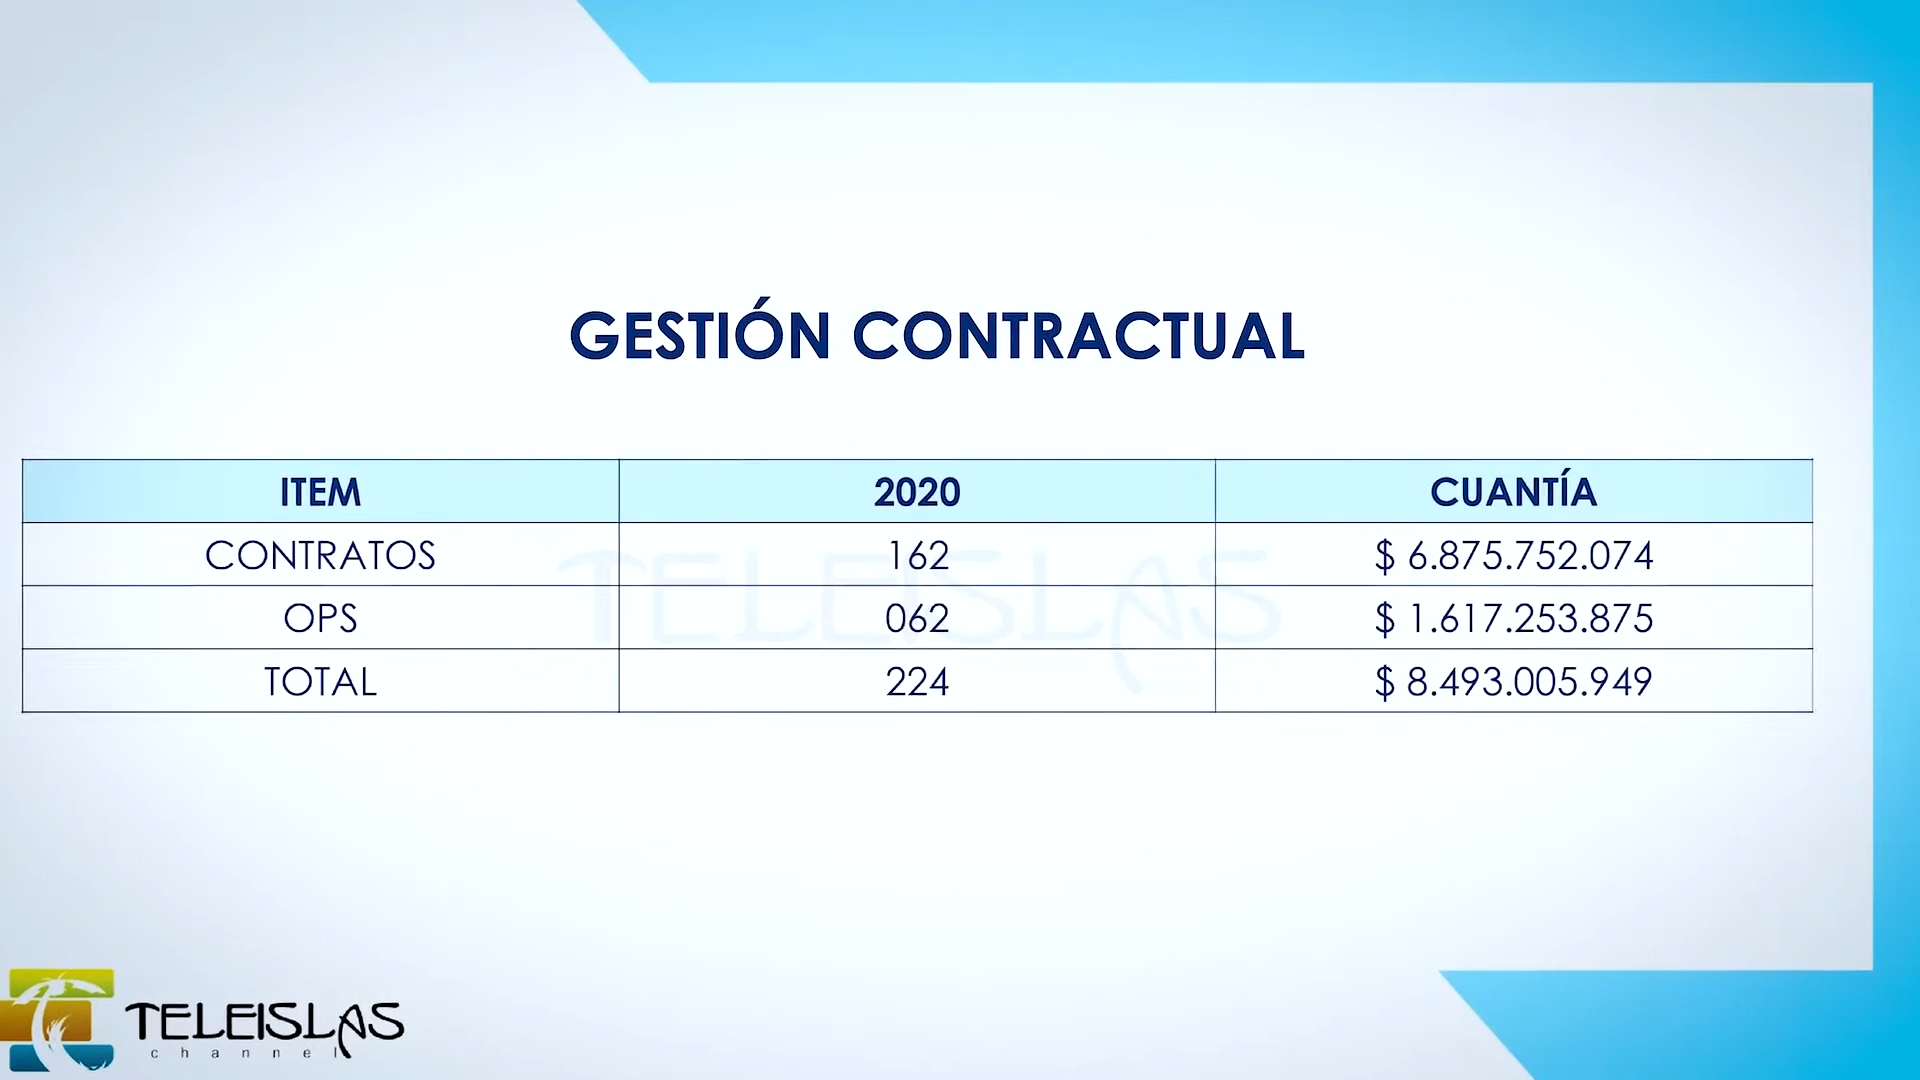 GESTIÓN CONTRACTUAL
ITEM 2020 CUANTÍA
CONTRATOS 162 $ 6.875.752.074
OPS 062 $ 1.617.253.875
TOTAL 224 $ 8.493.005.949
TELEISLAS
TELEISLAS
channel